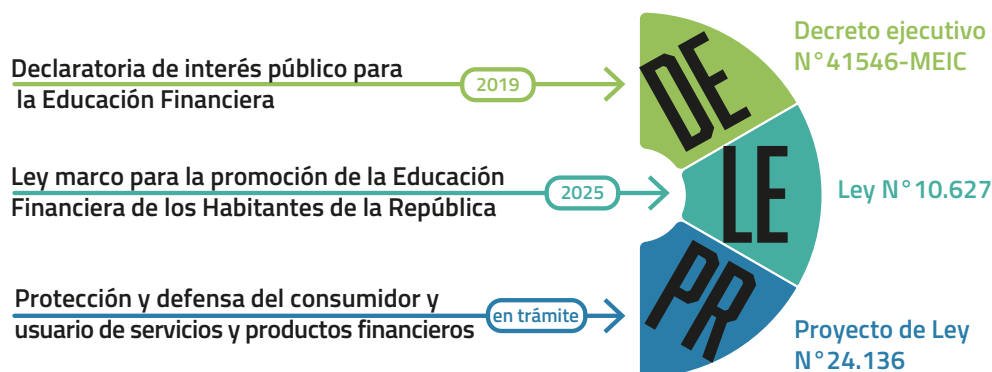 Declaratoria de interés público para
la Educación Financiera
2019
DE
Decreto ejecutivo
N°41546-MEIC
Ley marco para la promoción de la Educación
Financiera de los Habitantes de la República
2025
LE
Ley N°10.627
Protección y defensa del consumidor y
usuario de servicios y productos financieros
en trámite
PR
Proyecto de Ley
N°24.136